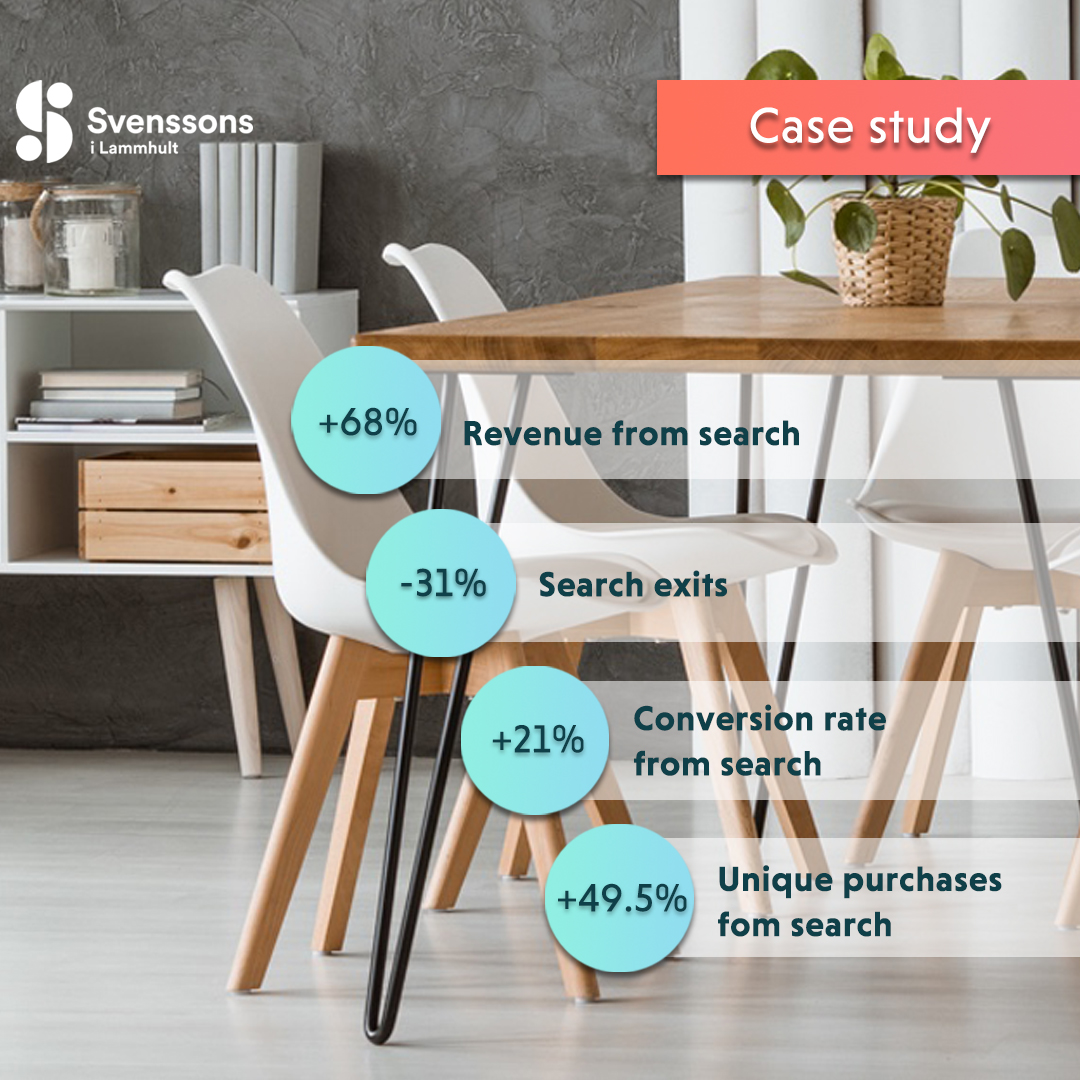 Svenssons
i Lammhult
Case study
+68%
Revenue from search
-31%
Search exits
+21%
Conversion rate
from search
+49.5%
Unique purchases
fom search